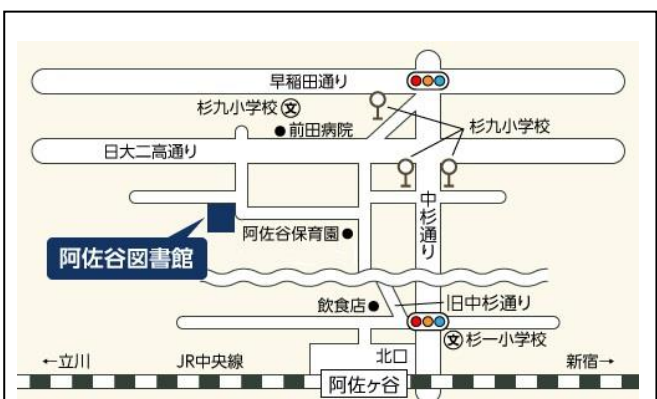 早稲田通り
杉九小学校 文
前田病院
杉九小学校
日大二高通り
中杉通り
阿佐谷保育園
阿佐谷図書館
飲食店
旧中杉通り
文 杉一小学校
←立川
JR中央線
北口
新宿→
阿佐ヶ谷